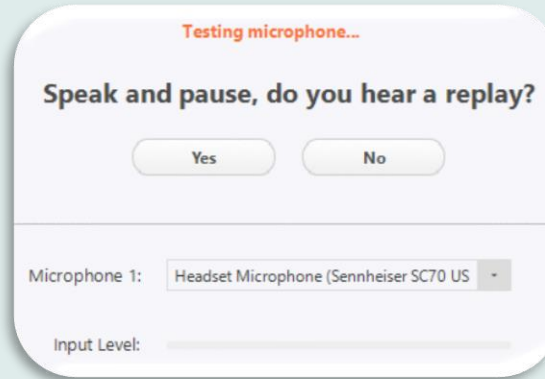 Testing microphone...
Speak and pause, do you hear a replay?
Yes No
Microphone 1: Headset Microphone (Sennheiser SC70 US
Input Level: